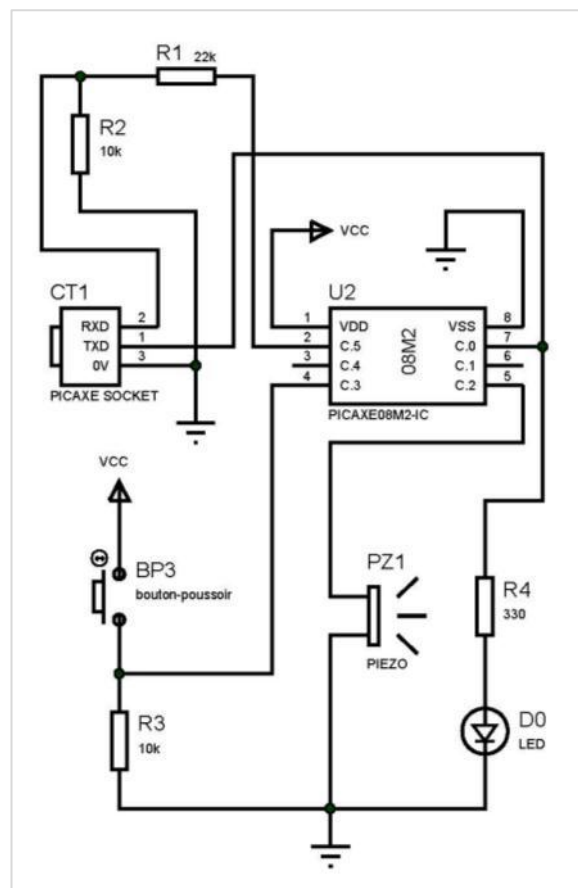 R1 22k
R2
10k
VCC
CT1
U2
RXD 2
TXD 1
0V 3
PICAXE SOCKET
1 VDD VSS 8
2 C.5 C.0 7
3 C.4 C.1 6
4 C.3 C.2 5
08M2
PICAXE08M2-IC
VCC
BP3
bouton-poussoir
PZ1
PIEZO
R4
330
R3
10k
D0
LED